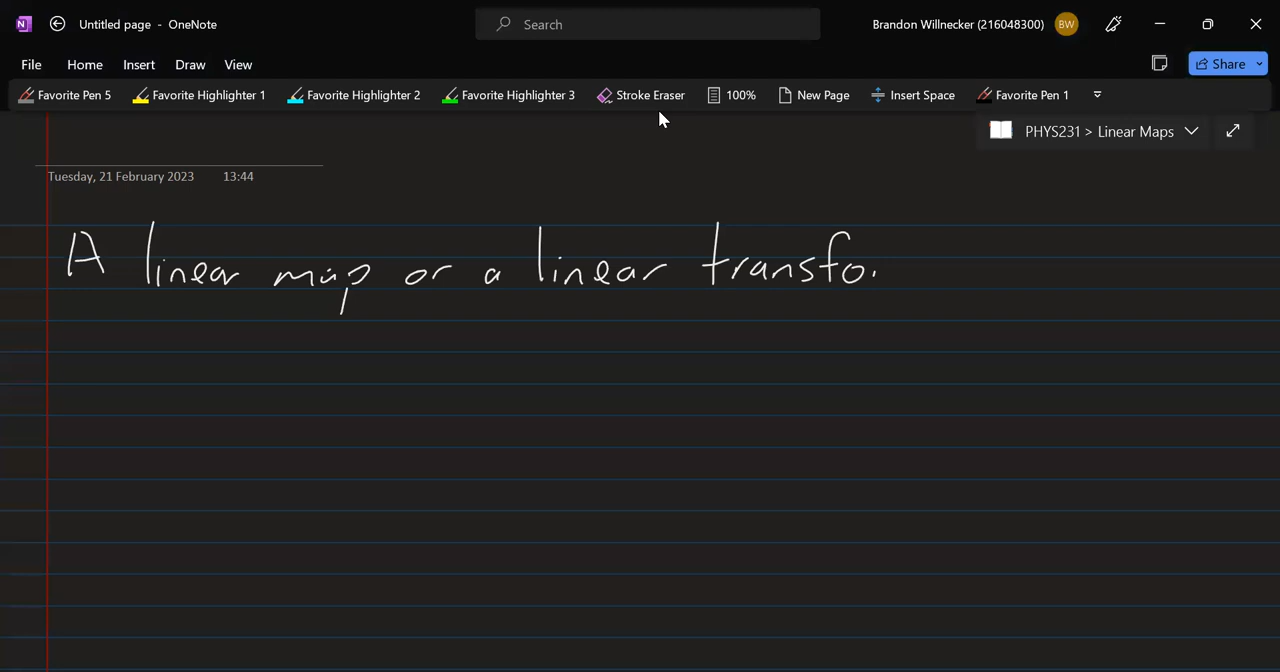 Untitled page - OneNote
Search
Brandon Willnecker (216048300) BW
File Home Insert Draw View
Share
Favorite Pen 5 Favorite Highlighter 1 Favorite Highlighter 2 Favorite Highlighter 3 Stroke Eraser 100% New Page Insert Space Favorite Pen 1
PHYS231 > Linear Maps
Tuesday, 21 February 2023 13:44
A linear map or a linear transfo.